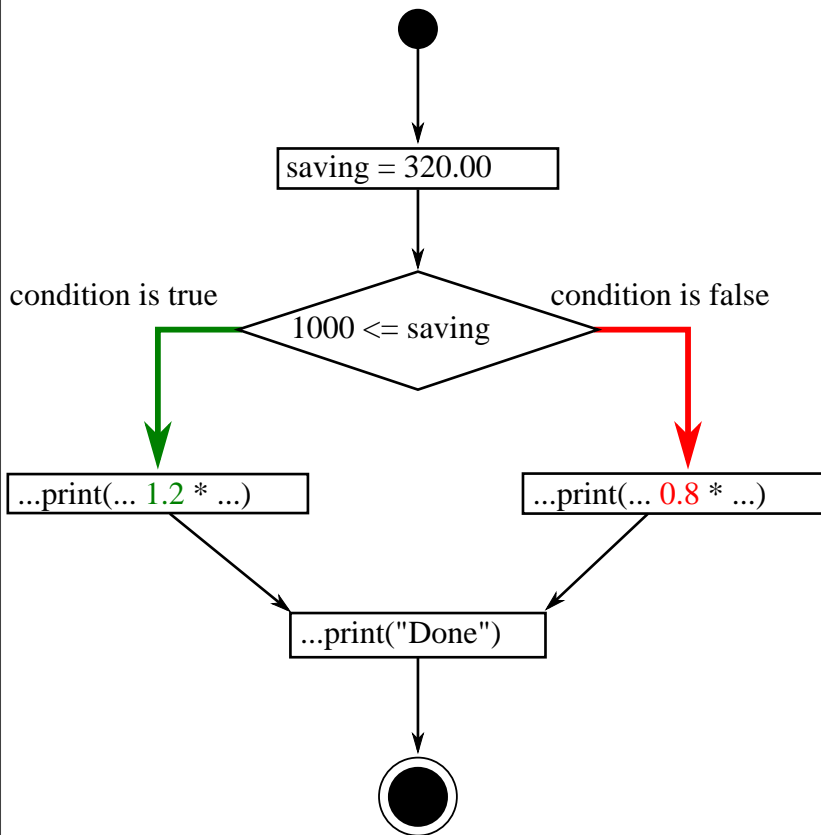 saving = 320.00
condition is true
condition is false
1000 <= saving
...print(... 1.2 * ...)
...print(... 0.8 * ...)
...print("Done")